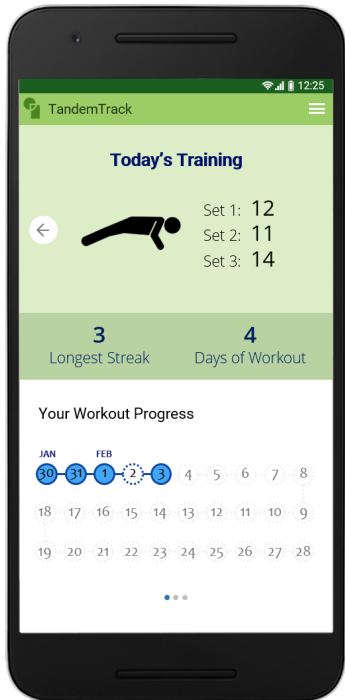 12:25
TandemTrack
Today's Training
Set 1: 12
Set 2: 11
Set 3: 14
3 4
Longest Streak Days of Workout
Your Workout Progress
JAN FEB
30 31 1 2 3 4 5 6 7 8
18 17 16 15 14 13 12 11 10 9
19 20 21 22 23 24 25 26 27 28